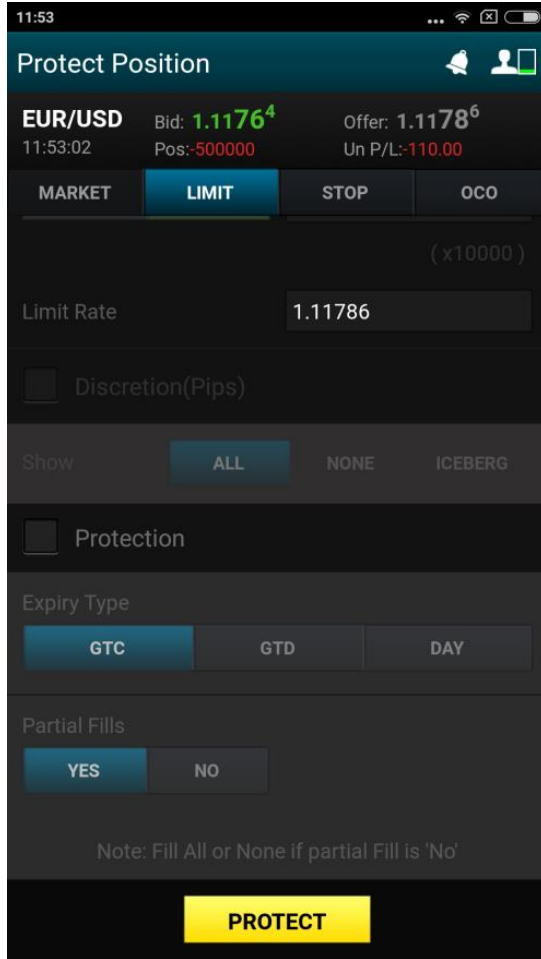 11:53
Protect Position
EUR/USD Bid: 1.11764 Offer: 1.11786
11:53:02 Pos:-500000 Un P/L:-110.00
MARKET LIMIT STOP OCO
(x10000)
Limit Rate 1.11786
Discretion(Pips)
Show ALL NONE ICEBERG
Protection
Expiry Type
GTC GTD DAY
Partial Fills
YES NO
Note: Fill All or None if partial Fill is 'No'
PROTECT